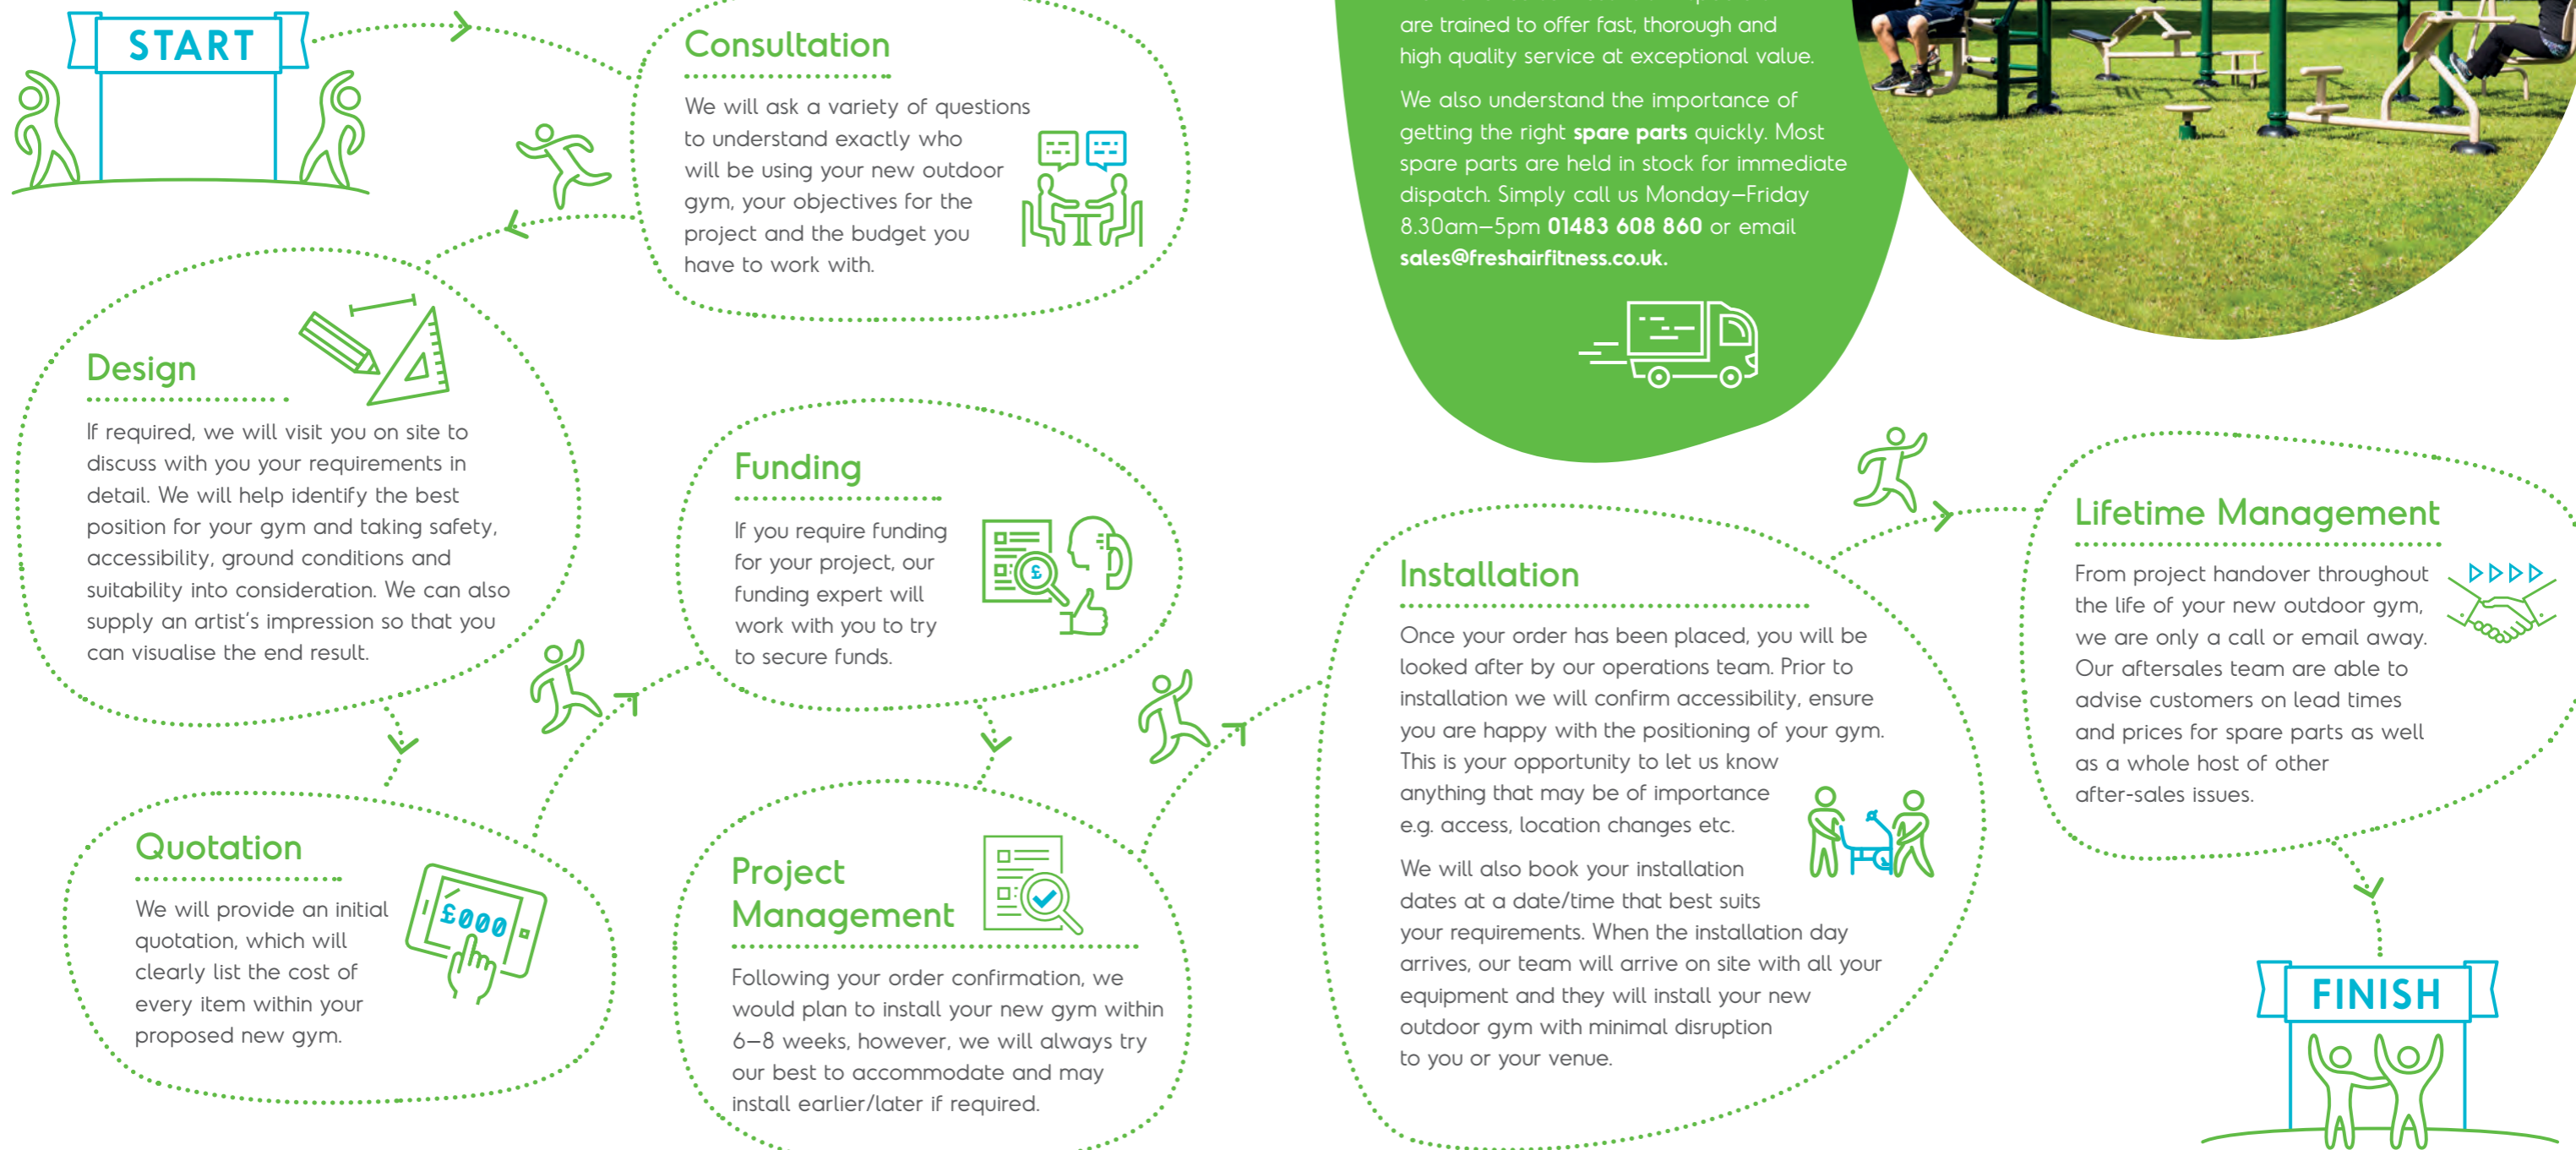 START
Consultation
We will ask a variety of questions
to understand exactly who
will be using your new outdoor
gym, your objectives for the
project and the budget you
have to work with.
Design
If required, we will visit you on site to
discuss with you your requirements in
detail. We will help identify the best
position for your gym and taking safety,
accessibility, ground conditions and
suitability into consideration. We can also
supply an artist's impression so that you
can visualise the end result.
Quotation
We will provide an initial
quotation, which will
clearly list the cost of
every item within your
proposed new gym.
£000
Funding
If you require funding
for your project, our
funding expert will
work with you to try
to secure funds.
£
Project
Management
Following your order confirmation, we
would plan to install your new gym within
6–8 weeks, however, we will always try
our best to accommodate and may
install earlier/later if required.
are trained to offer fast, thorough and
high quality service at exceptional value.
We also understand the importance of
getting the right spare parts quickly. Most
spare parts are held in stock for immediate
dispatch. Simply call us Monday–Friday
8.30am–5pm 01483 608 860 or email
sales@freshairfitness.co.uk.
Installation
Once your order has been placed, you will be
looked after by our operations team. Prior to
installation we will confirm accessibility, ensure
you are happy with the positioning of your gym.
This is your opportunity to let us know
anything that may be of importance
e.g. access, location changes etc.
We will also book your installation
dates at a date/time that best suits
your requirements. When the installation day
arrives, our team will arrive on site with all your
equipment and they will install your new
outdoor gym with minimal disruption
to you or your venue.
Lifetime Management
From project handover throughout
the life of your new outdoor gym,
we are only a call or email away.
Our aftersales team are able to
advise customers on lead times
and prices for spare parts as well
as a whole host of other
after-sales issues.
FINISH